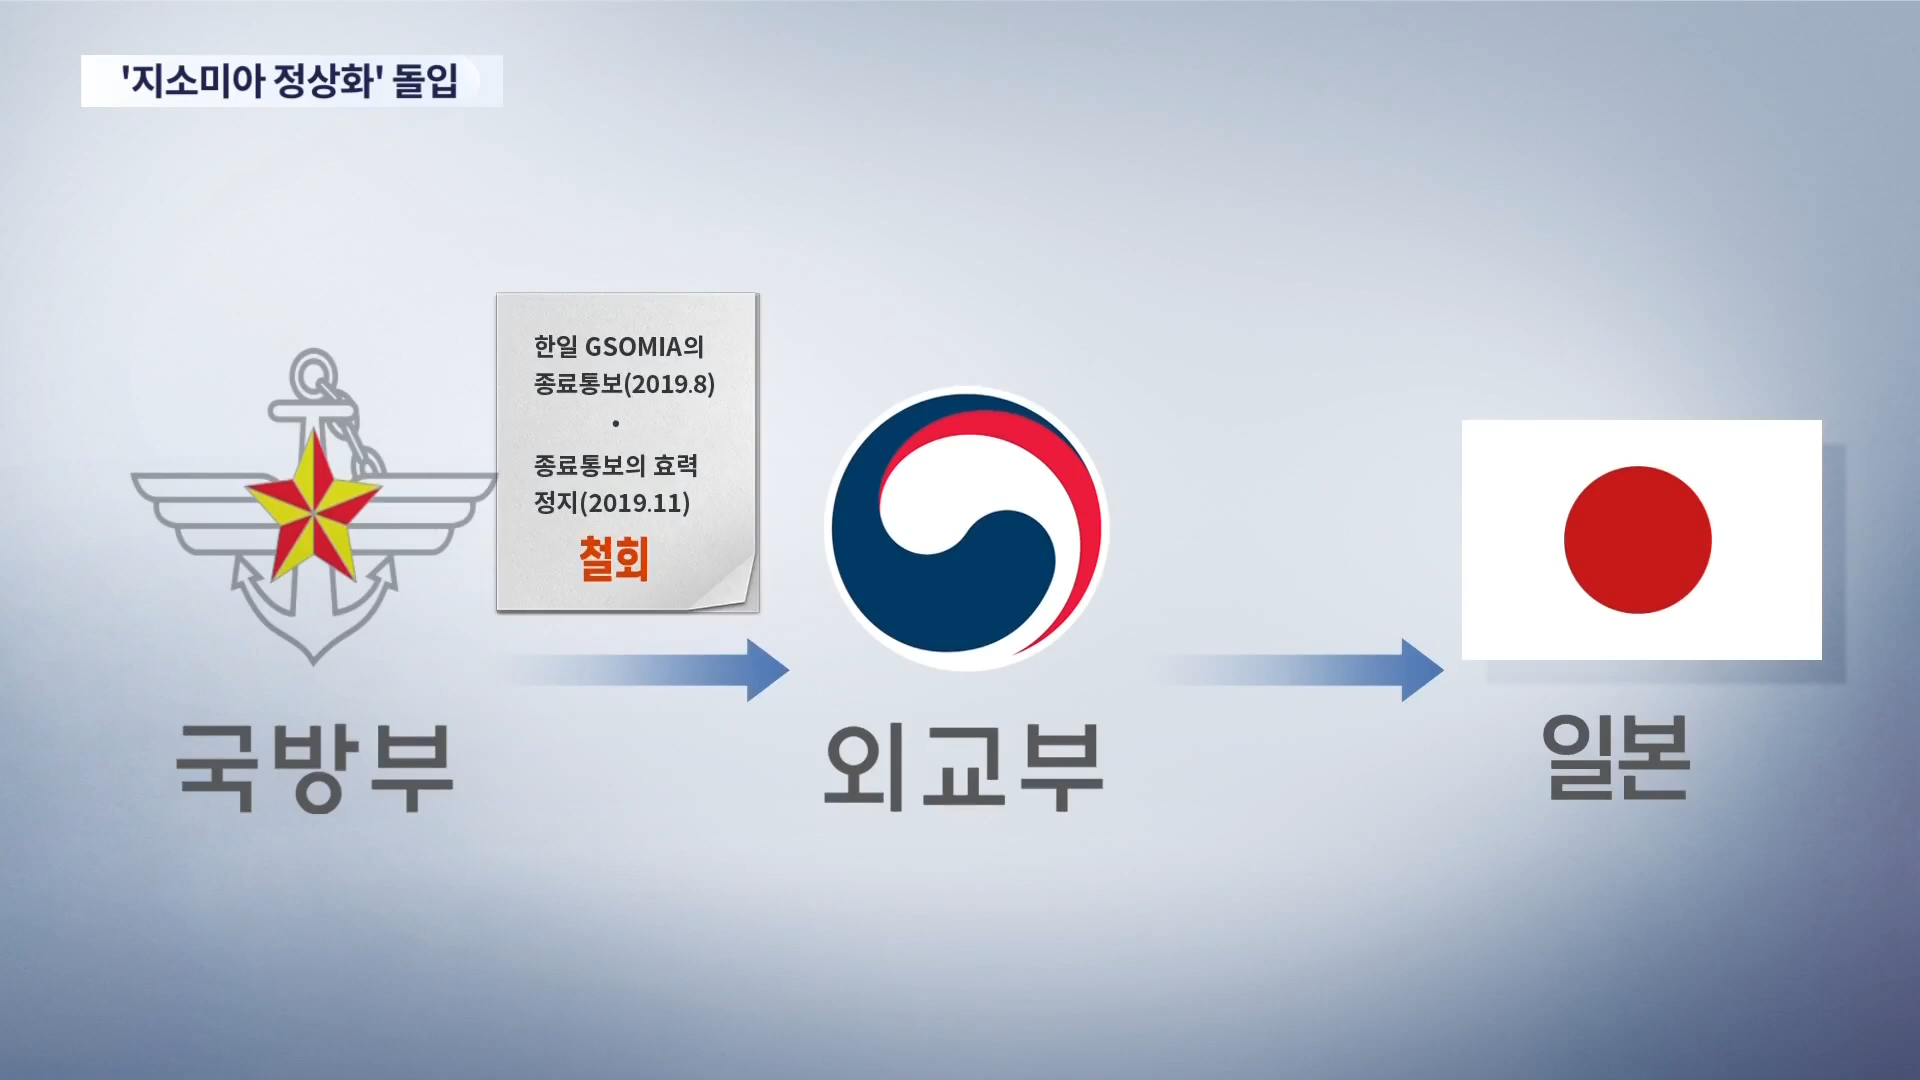 '지소미아 정상화' 돌입
한일 GSOMIA의
종료통보(2019.8)
·
종료통보의 효력
정지(2019.11)
철회
국방부
외교부
일본